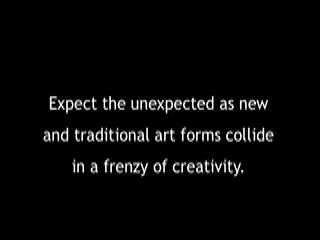 Expect the unexpected as new
and traditional art forms collide
in a frenzy of creativity.